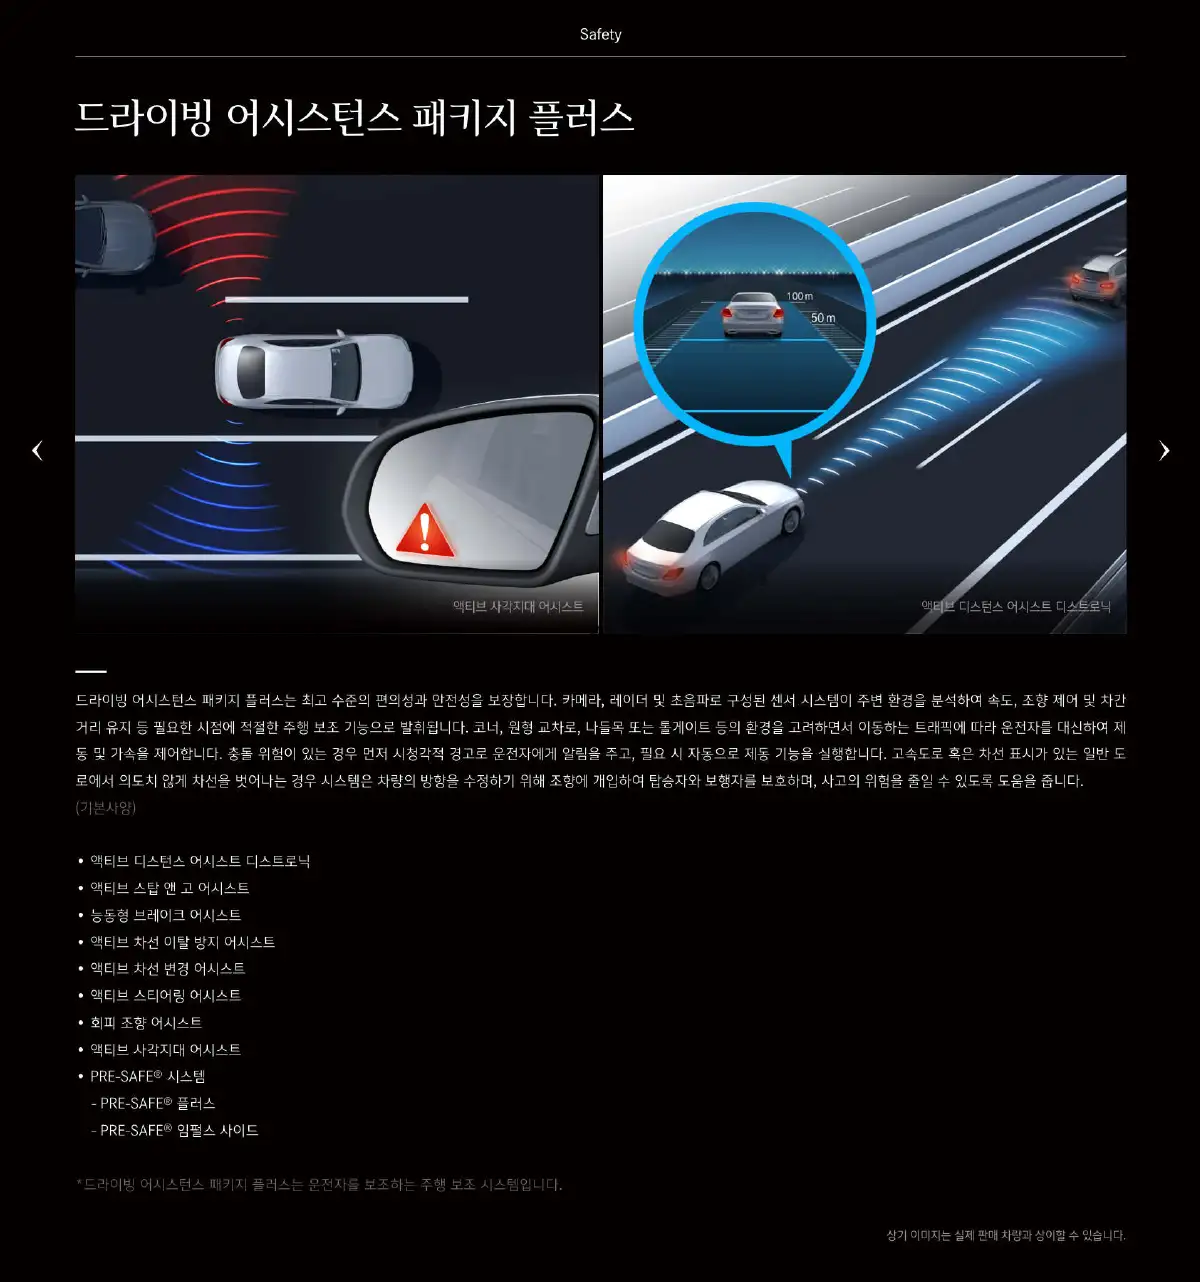 Safety
드라이빙 어시스턴스 패키지 플러스
100m
50 m
액티브 사각지대 어시스트
액티브 디스턴스 어시스트 디스트로닉
드라이빙 어시스턴스 패키지 플러스는 최고 수준의 편의성과 안전성을 보장합니다. 카메라, 레이더 및 초음파로 구성된 센서 시스템이 주변 환경을 분석하여 속도, 조향 제어 및 차간
거리 유지 등 필요한 시점에 적절한 주행 보조 기능으로 발휘됩니다. 코너, 원형 교차로, 나들목 또는 톨게이트 등의 환경을 고려하면서 이동하는 트래픽에 따라 운전자를 대신하여 제
동 및 가속을 제어합니다. 충돌 위험이 있는 경우 먼저 시청각적 경고로 운전자에게 알림을 주고, 필요 시 자동으로 제동 기능을 실행합니다. 고속도로 혹은 차선 표시가 있는 일반 도
로에서 의도치 않게 차선을 벗어나는 경우 시스템은 차량의 방향을 수정하기 위해 조향에 개입하여 탑승자와 보행자를 보호하며, 사고의 위험을 줄일 수 있도록 도움을 줍니다.
(기본사양)
• 액티브 디스턴스 어시스트 디스트로닉
• 액티브 스탑 앤 고 어시스트
• 능동형 브레이크 어시스트
• 액티브 차선 이탈 방지 어시스트
• 액티브 차선 변경 어시스트
• 액티브 스티어링 어시스트
• 회피 조향 어시스트
• 액티브 사각지대 어시스트
• PRE-SAFE® 시스템
- PRE-SAFE® 플러스
- PRE-SAFE® 임펄스 사이드
*드라이빙 어시스턴스 패키지 플러스는 운전자를 보조하는 주행 보조 시스템입니다.
상기 이미지는 실제 판매 차량과 상이할 수 있습니다.